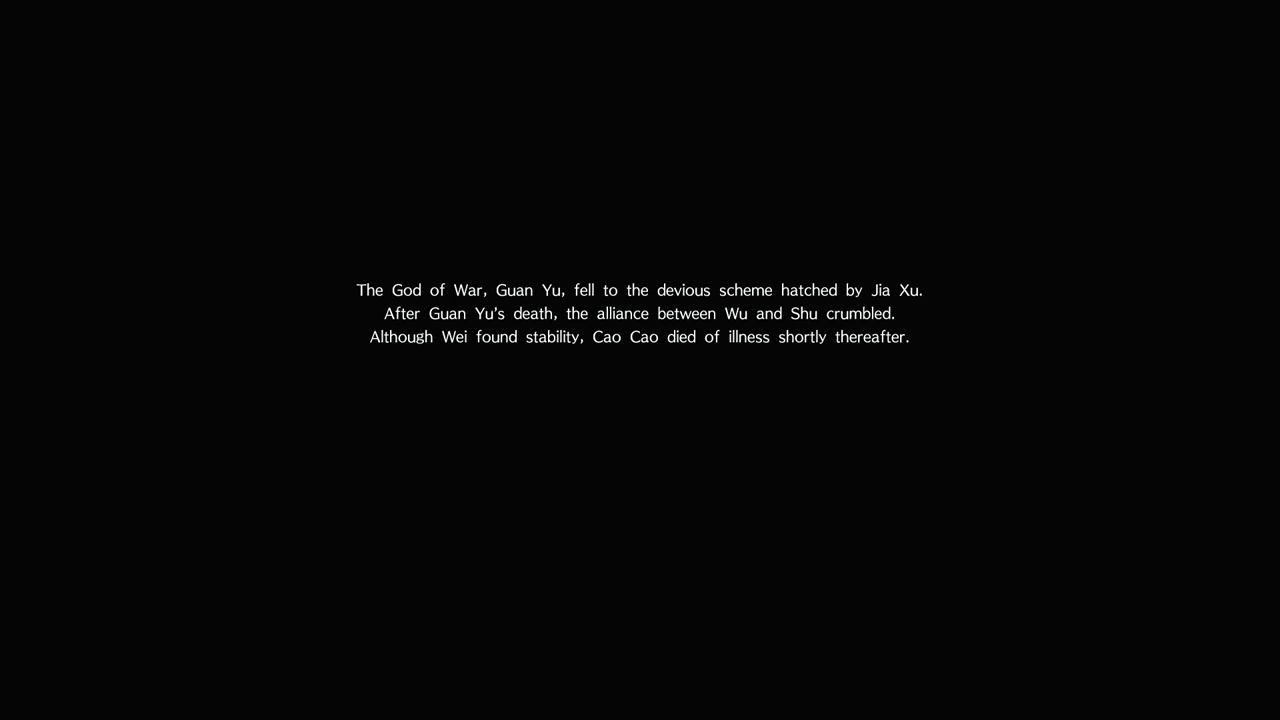 The God of War, Guan Yu, fell to the devious scheme hatched by Jia Xu.
After Guan Yu's death, the alliance between Wu and Shu crumbled.
Although Wei found stability, Cao Cao died of illness shortly thereafter.